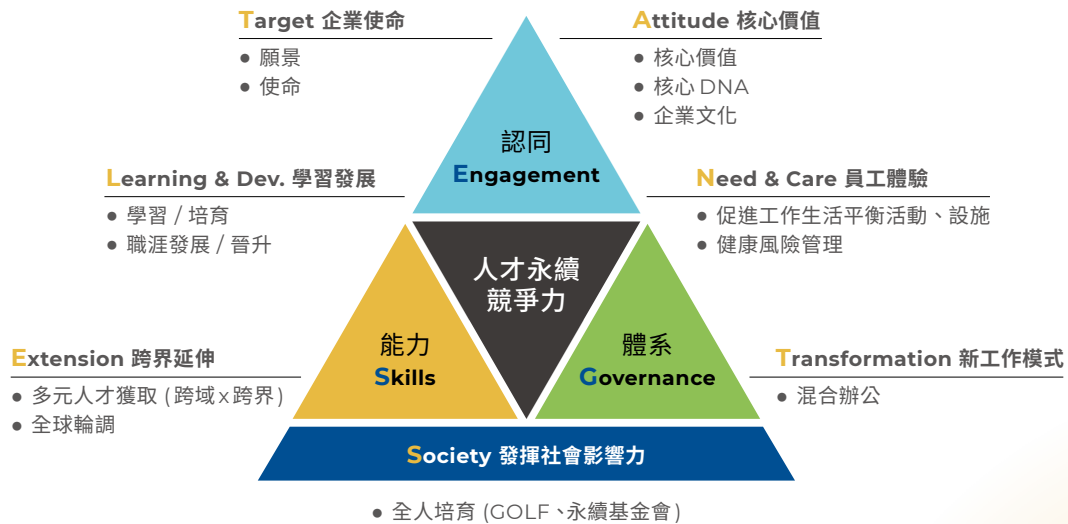 Target 企業使命
● 願景
● 使命
Attitude 核心價值
● 核心價值
● 核心 DNA
● 企業文化
認同
Engagement
Learning & Dev. 學習發展
● 學習 / 培育
● 職涯發展 / 晉升
Need & Care 員工體驗
● 促進工作生活平衡活動、設施
● 健康風險管理
人才永續
競爭力
能力
Skills
體系
Governance
Extension 跨界延伸
● 多元人才獲取 (跨域x跨界)
● 全球輪調
Transformation 新工作模式
● 混合辦公
Society 發揮社會影響力
● 全人培育 (GOLF、永續基金會)